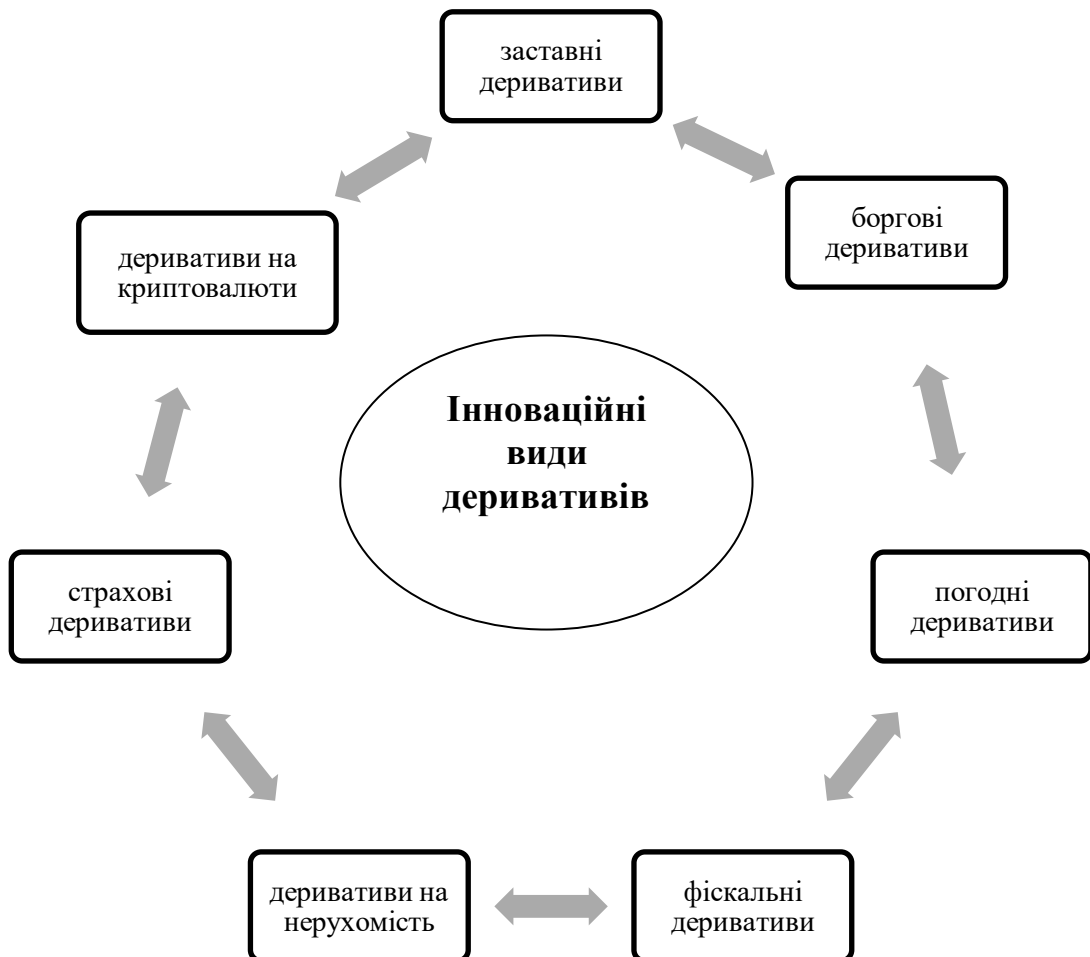 заставні
деривативи
боргові
деривативи
деривативи на
криптовалюти
Інноваційні
види
деривативів
страхові
деривативи
погодні
деривативи
деривативи на
нерухомість
фіскальні
деривативи